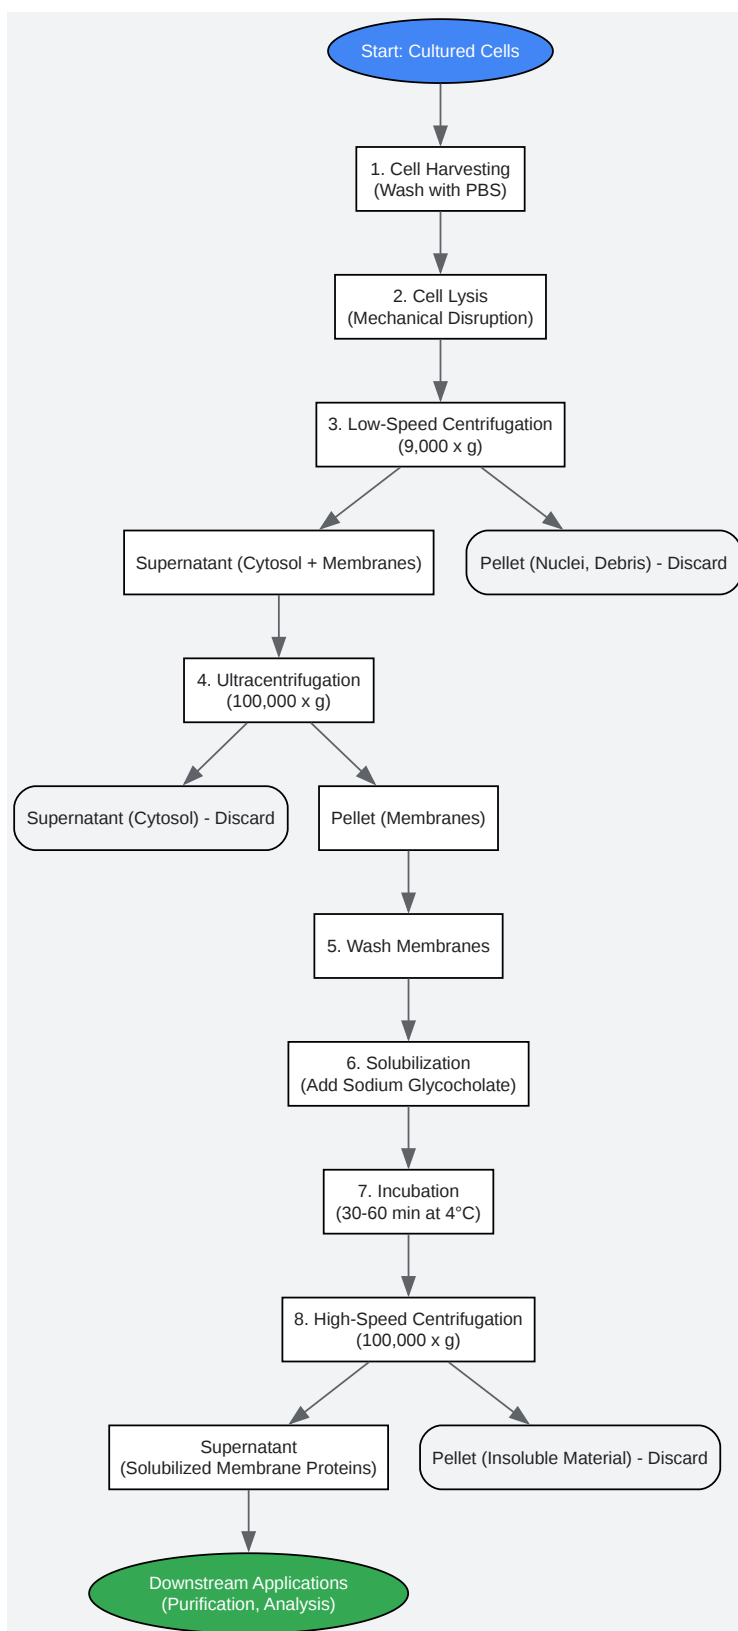 Start: Cultured Cells
1. Cell Harvesting
(Wash with PBS)
2. Cell Lysis
(Mechanical Disruption)
3. Low-Speed Centrifugation
(9,000 x g)
Supernatant (Cytosol + Membranes)
Pellet (Nuclei, Debris) - Discard
4. Ultracentrifugation
(100,000 x g)
Supernatant (Cytosol) - Discard
Pellet (Membranes)
5. Wash Membranes
6. Solubilization
(Add Sodium Glycocholate)
7. Incubation
(30-60 min at 4°C)
8. High-Speed Centrifugation
(100,000 x g)
Supernatant
(Solubilized Membrane Proteins)
Pellet (Insoluble Material) - Discard
Downstream Applications
(Purification, Analysis)